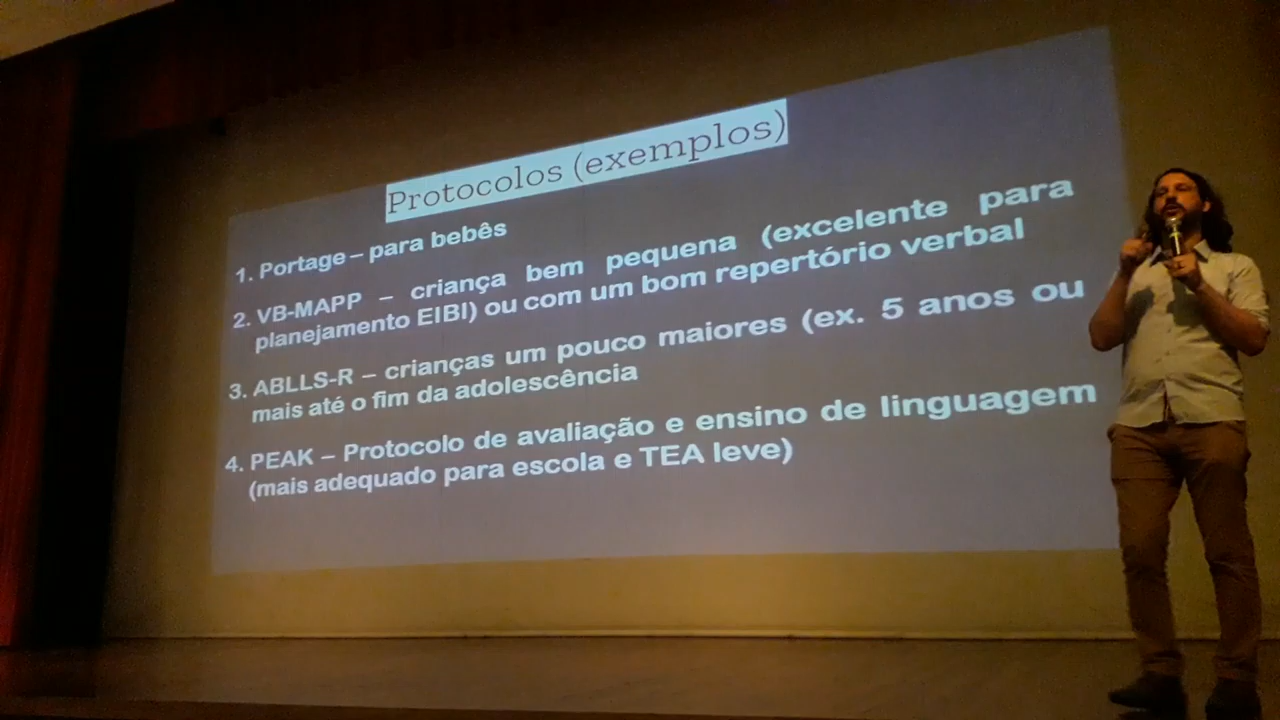 Protocolos (exemplos)
1. Portage – para bebês
2. VB-MAPP – criança bem pequena (excelente para
planejamento EIBI) ou com um bom repertório verbal
3. ABLLS-R – crianças um pouco maiores (ex. 5 anos ou
mais até o fim da adolescência
4. PEAK – Protocolo de avaliação e ensino de linguagem
(mais adequado para escola e TEA leve)